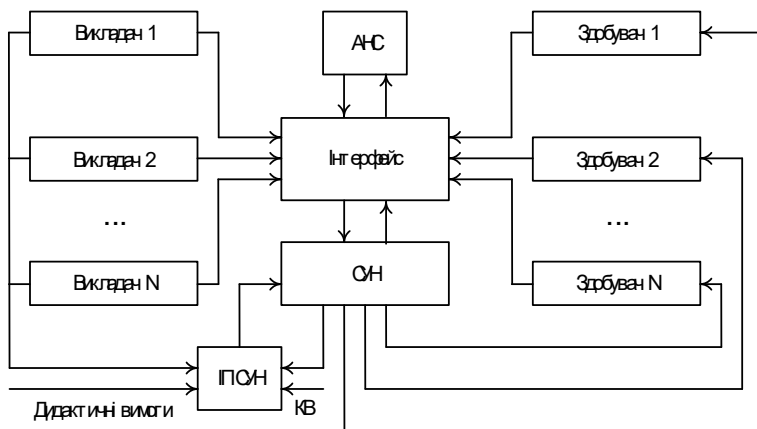 Викладач 1
АНС
Здобувач 1
Викладач 2
Інтерфейс
Здобувач 2
...
...
Викладач N
СУН
Здобувач N
ІПСУН
Дидактичні вимоги
КВ